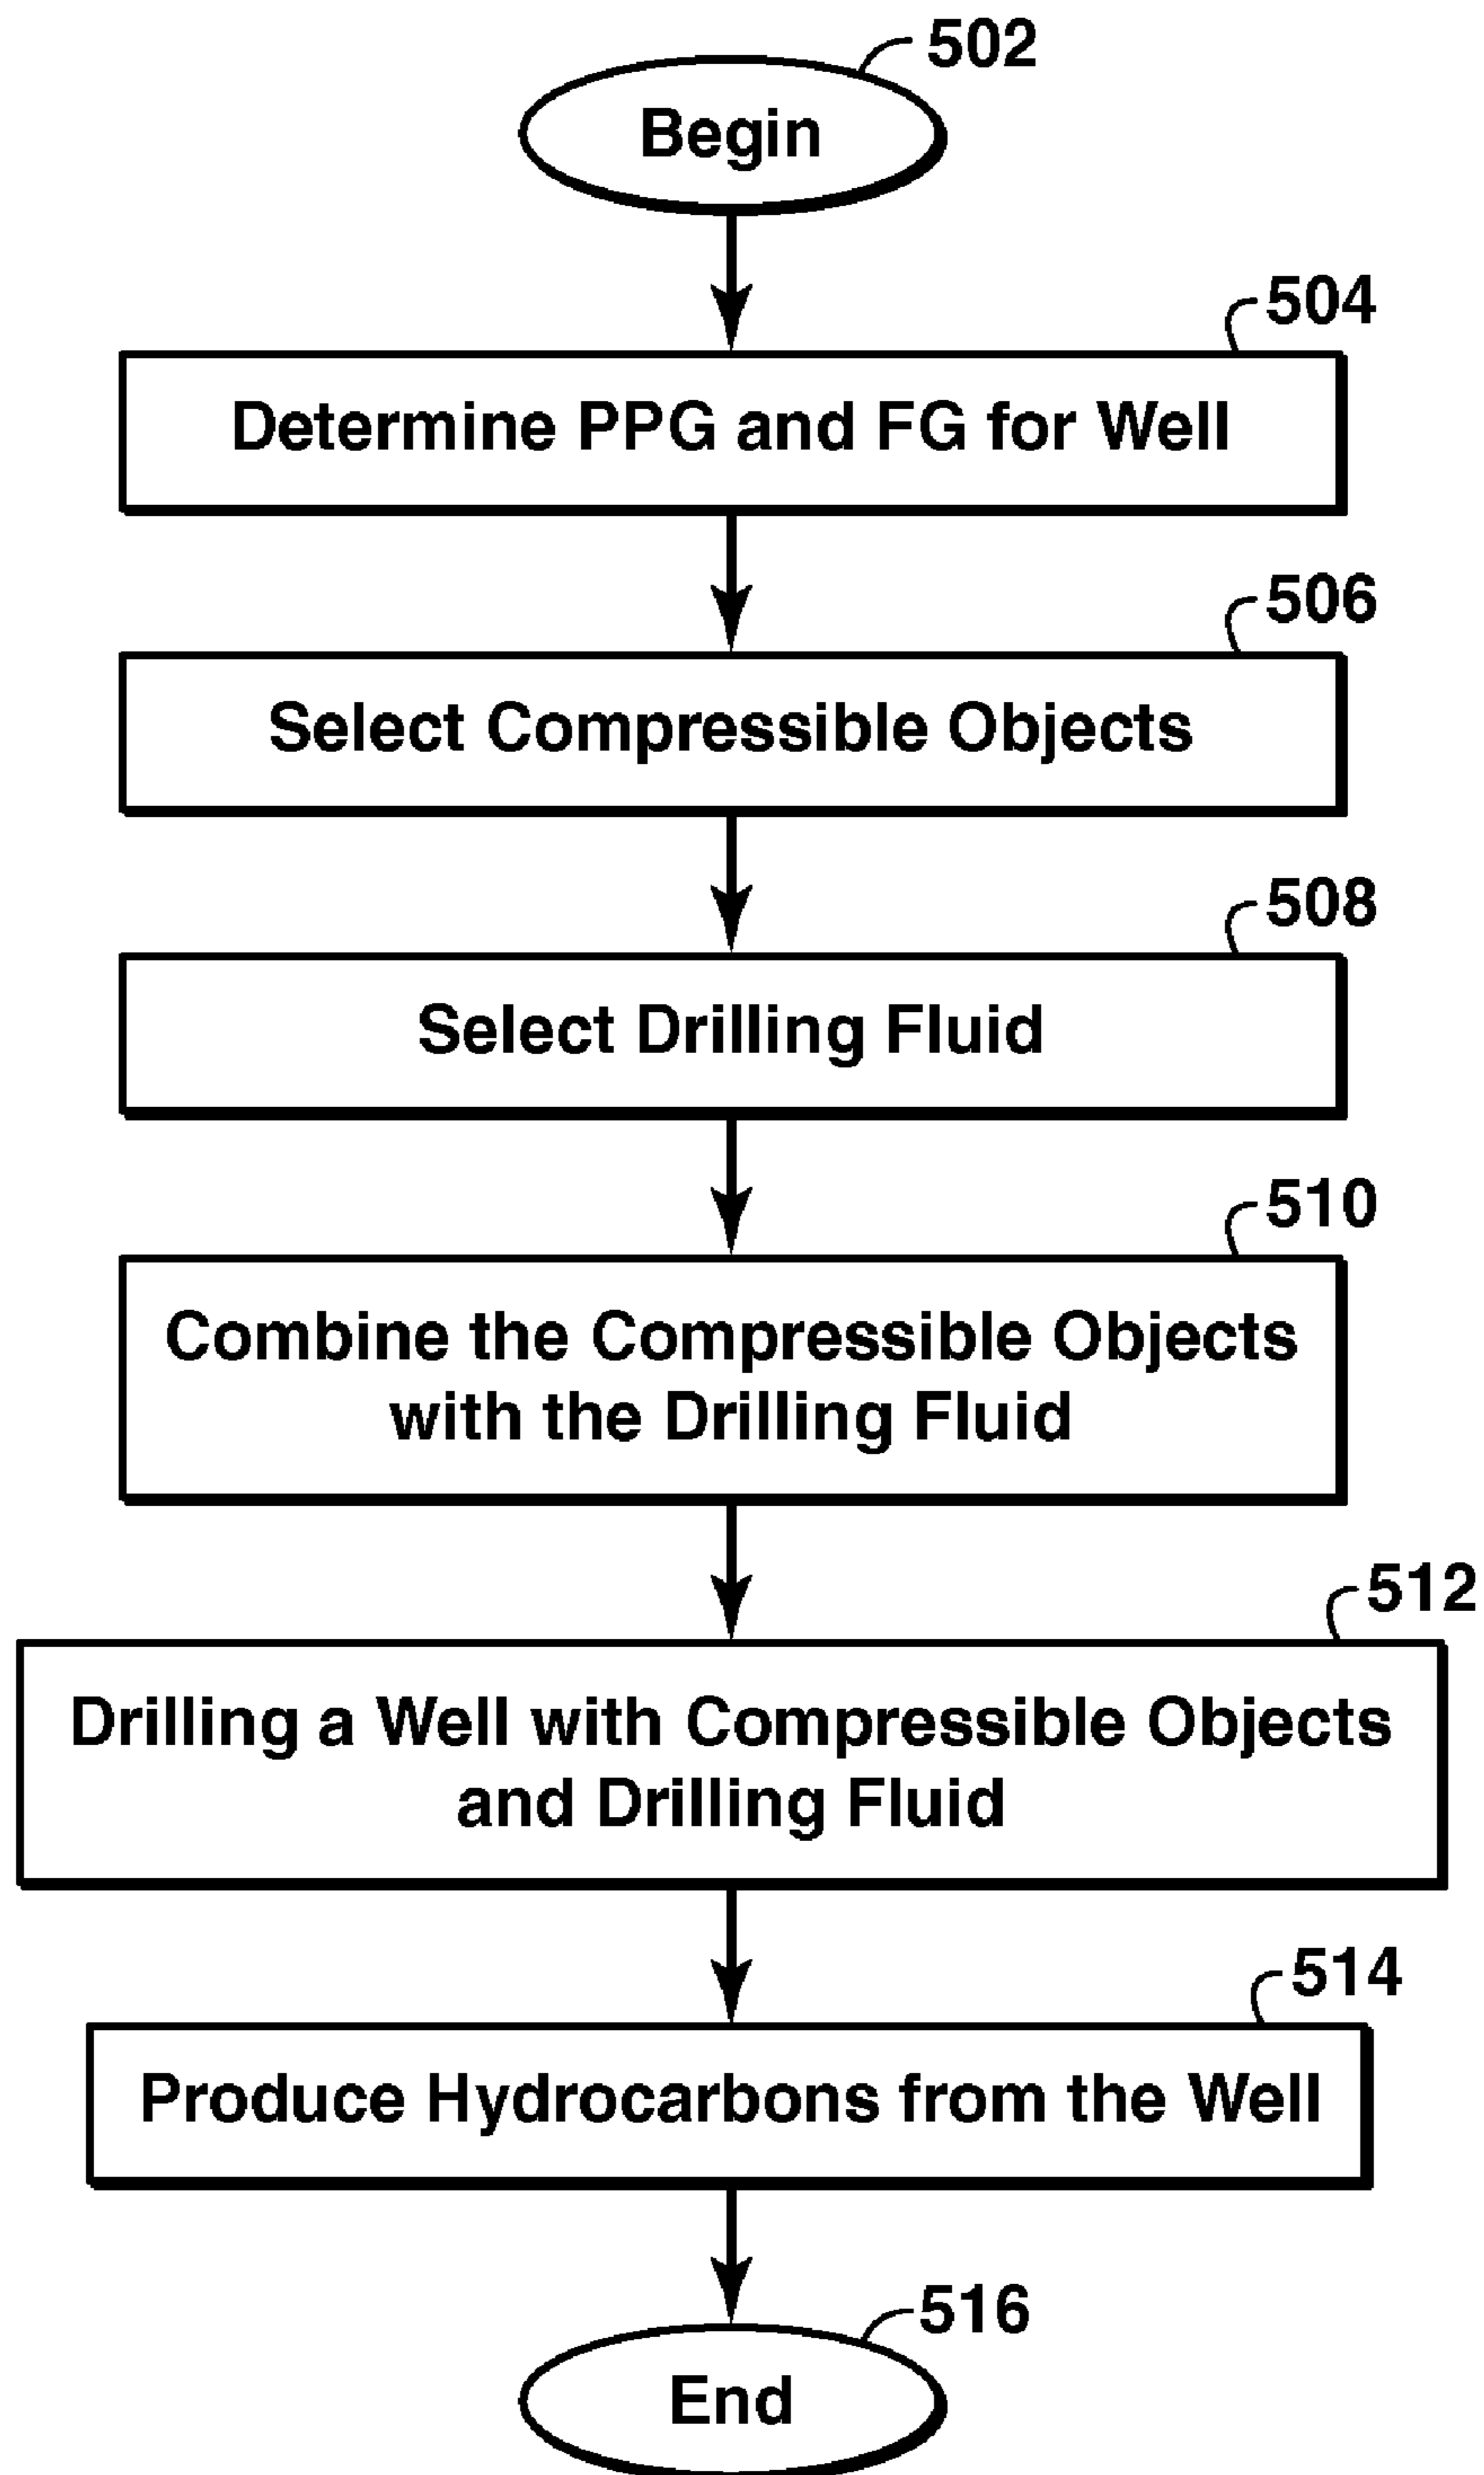 502
Begin
504
Determine PPG and FG for Well
506
Select Compressible Objects
508
Select Drilling Fluid
510
Combine the Compressible Objects
with the Drilling Fluid
512
Drilling a Well with Compressible Objects
and Drilling Fluid
514
Produce Hydrocarbons from the Well
516
End